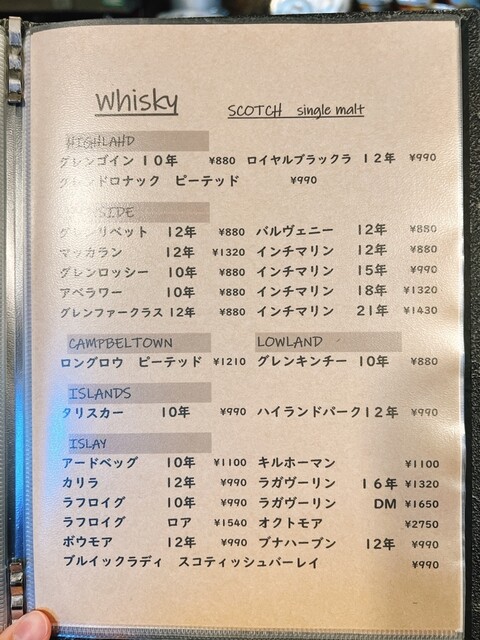 whisky
SCOTCH single malt
HIGHLAND
グレンゴイン 10年 ¥880 ロイヤルブラックラ 12年 ¥990
グレンドロナック ピーテッド ¥990
SPEYSIDE
グレンリベット 12年 ¥880 バルヴェニー 12年 ¥880
マッカラン 12年 ¥1320 インチマリン 12年 ¥880
グレンロッシー 10年 ¥880 インチマリン 15年 ¥990
アベラワー 10年 ¥880 インチマリン 18年 ¥1320
グレンファークラス 12年 ¥880 インチマリン 21年 ¥1430
CAMPBELTOWN LOWLAND
ロングロウ ピーテッド ¥1210 グレンキンチー 10年 ¥880
ISLANDS
タリスカー 10年 ¥990 ハイランドパーク12年 ¥990
ISLAY
アードベッグ 10年 ¥1100 キルホーマン ¥1100
カリラ 12年 ¥990 ラガヴーリン 16年 ¥1320
ラフロイグ 10年 ¥990 ラガヴーリン DM ¥1650
ラフロイグ ロア ¥1540 オクトモア ¥2750
ボウモア 12年 ¥990 ブナハーブン 12年 ¥990
ブルイックラディ スコティッシュバーレイ ¥990